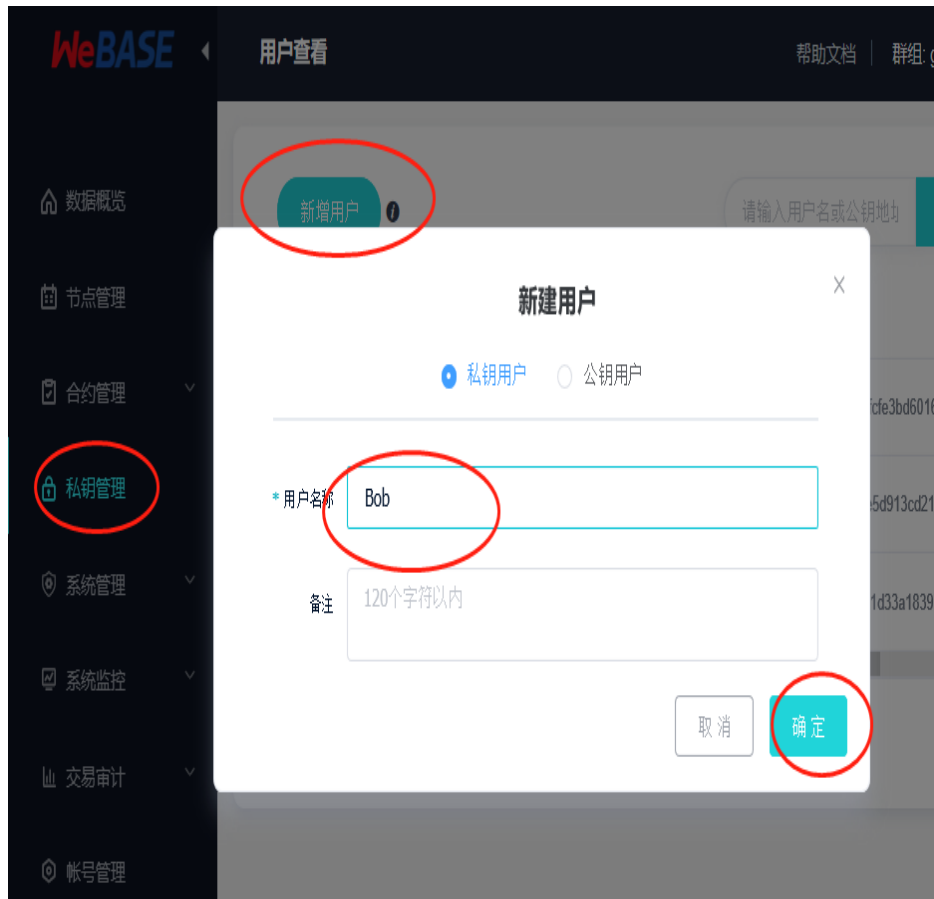 WeBASE
用户查看
帮助文档
群组:
数据概览
节点管理
合约管理
私钥管理
系统管理
系统监控
交易审计
帐号管理
新增用户
请输入用户名或公钥地址
fcfe3bd6016
e5d913cd21
1d33a1839
新建用户
私钥用户
公钥用户
* 用户名称
Bob
备注
120个字符以内
取 消
确 定